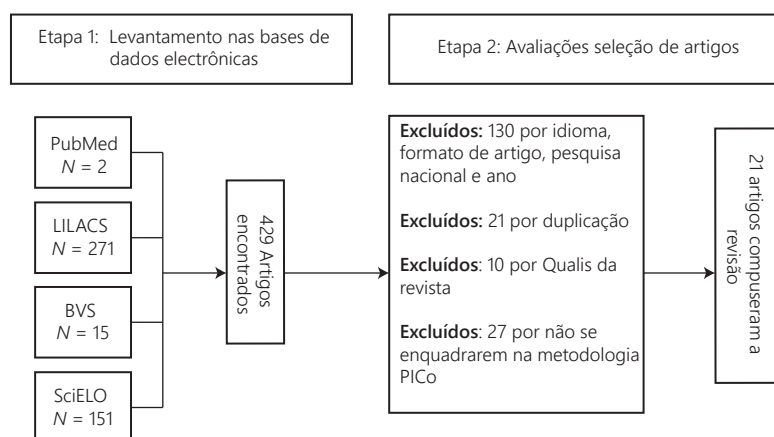 Etapa 1: Levantamento nas bases de
dados electrônicas
Etapa 2: Avaliações seleção de artigos
PubMed
N = 2
LILACS
N = 271
BVS
N = 15
SciELO
N = 151
429 Artigos
encontrados
Excluídos: 130 por idioma,
formato de artigo, pesquisa
nacional e ano
Excluídos: 21 por duplicação
Excluídos: 10 por Qualis da
revista
Excluídos: 27 por não se
enquadrarem na metodologia
PICo
21 artigos compuseram a
revisão